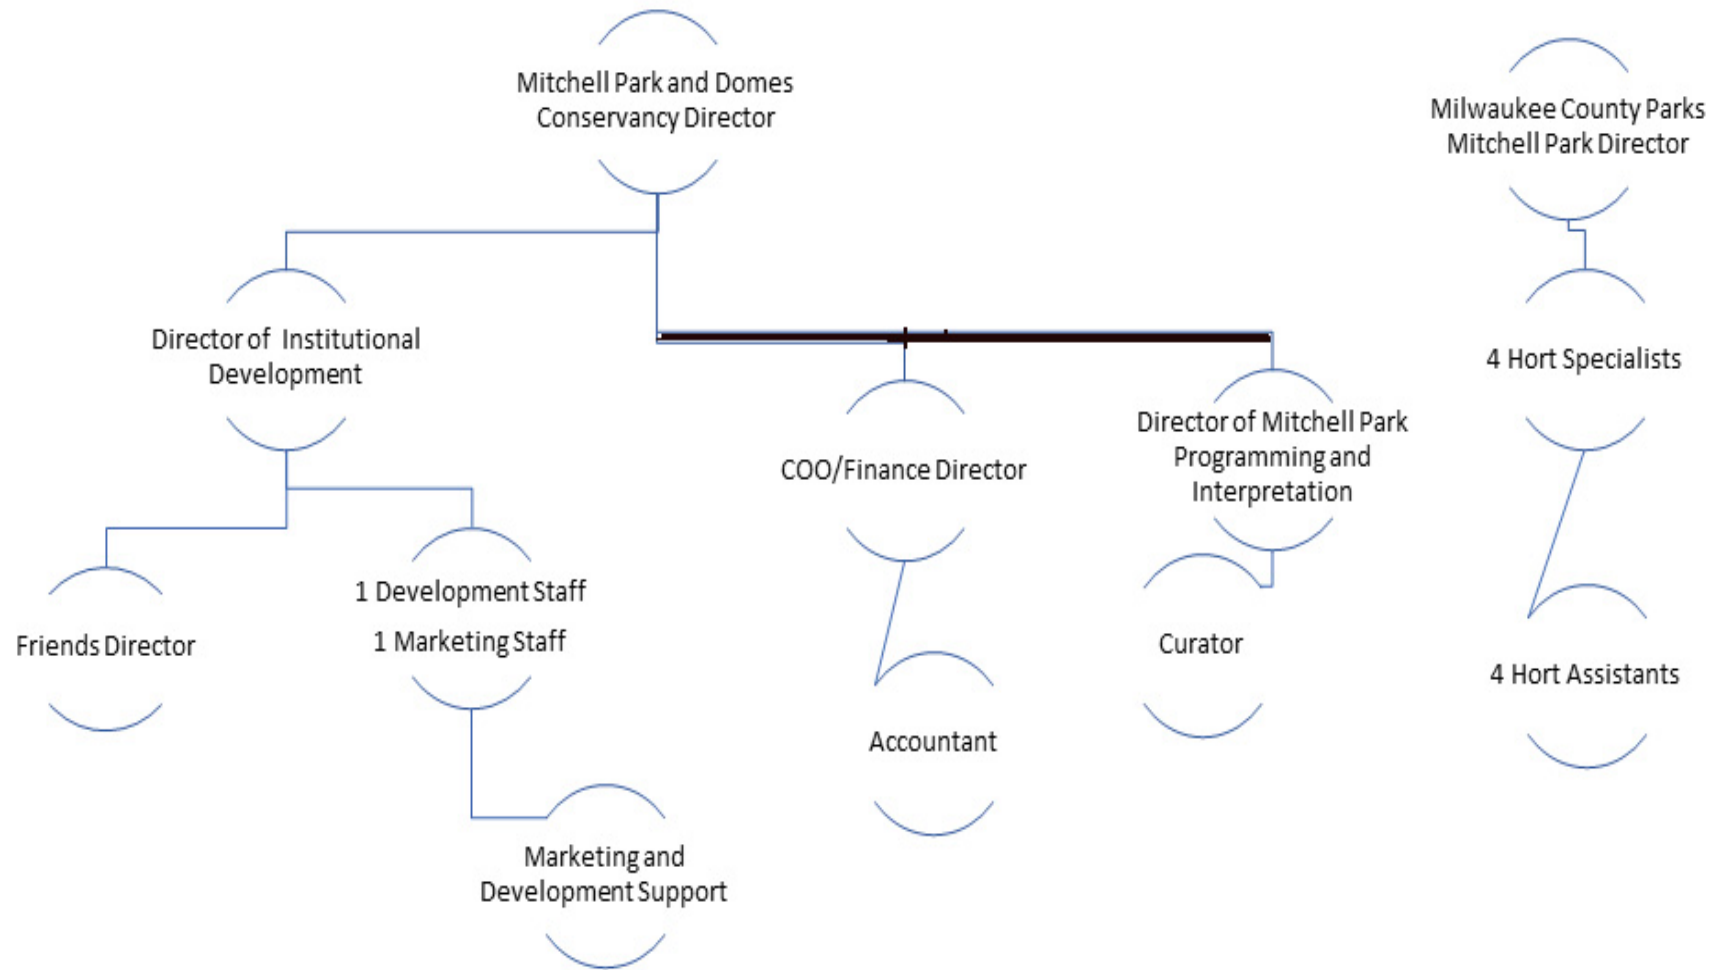 Mitchell Park and Domes
Conservancy Director
Milwaukee County Parks
Mitchell Park Director
Director of Institutional
Development
4 Hort Specialists
COO/Finance Director
Director of Mitchell Park
Programming and
Interpretation
Friends Director
1 Development Staff
1 Marketing Staff
Curator
4 Hort Assistants
Accountant
Marketing and
Development Support